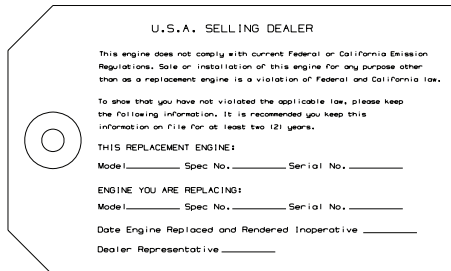 U.S.A. SELLING DEALER
This engine does not comply with current Federal or California Emission
Regulations. Sale or installation of this engine for any purpose other
than as a replacement engine is a violation of Federal and California law.
To show that you have not violated the applicable law, please keep
the following information. It is recommended you keep this
information on file for at least two (2) years.
THIS REPLACEMENT ENGINE:
Model________ Spec No.________ Serial No.________
ENGINE YOU ARE REPLACING:
Model________ Spec No.________ Serial No.________
Date Engine Replaced and Rendered Inoperative ________
Dealer Representative ________